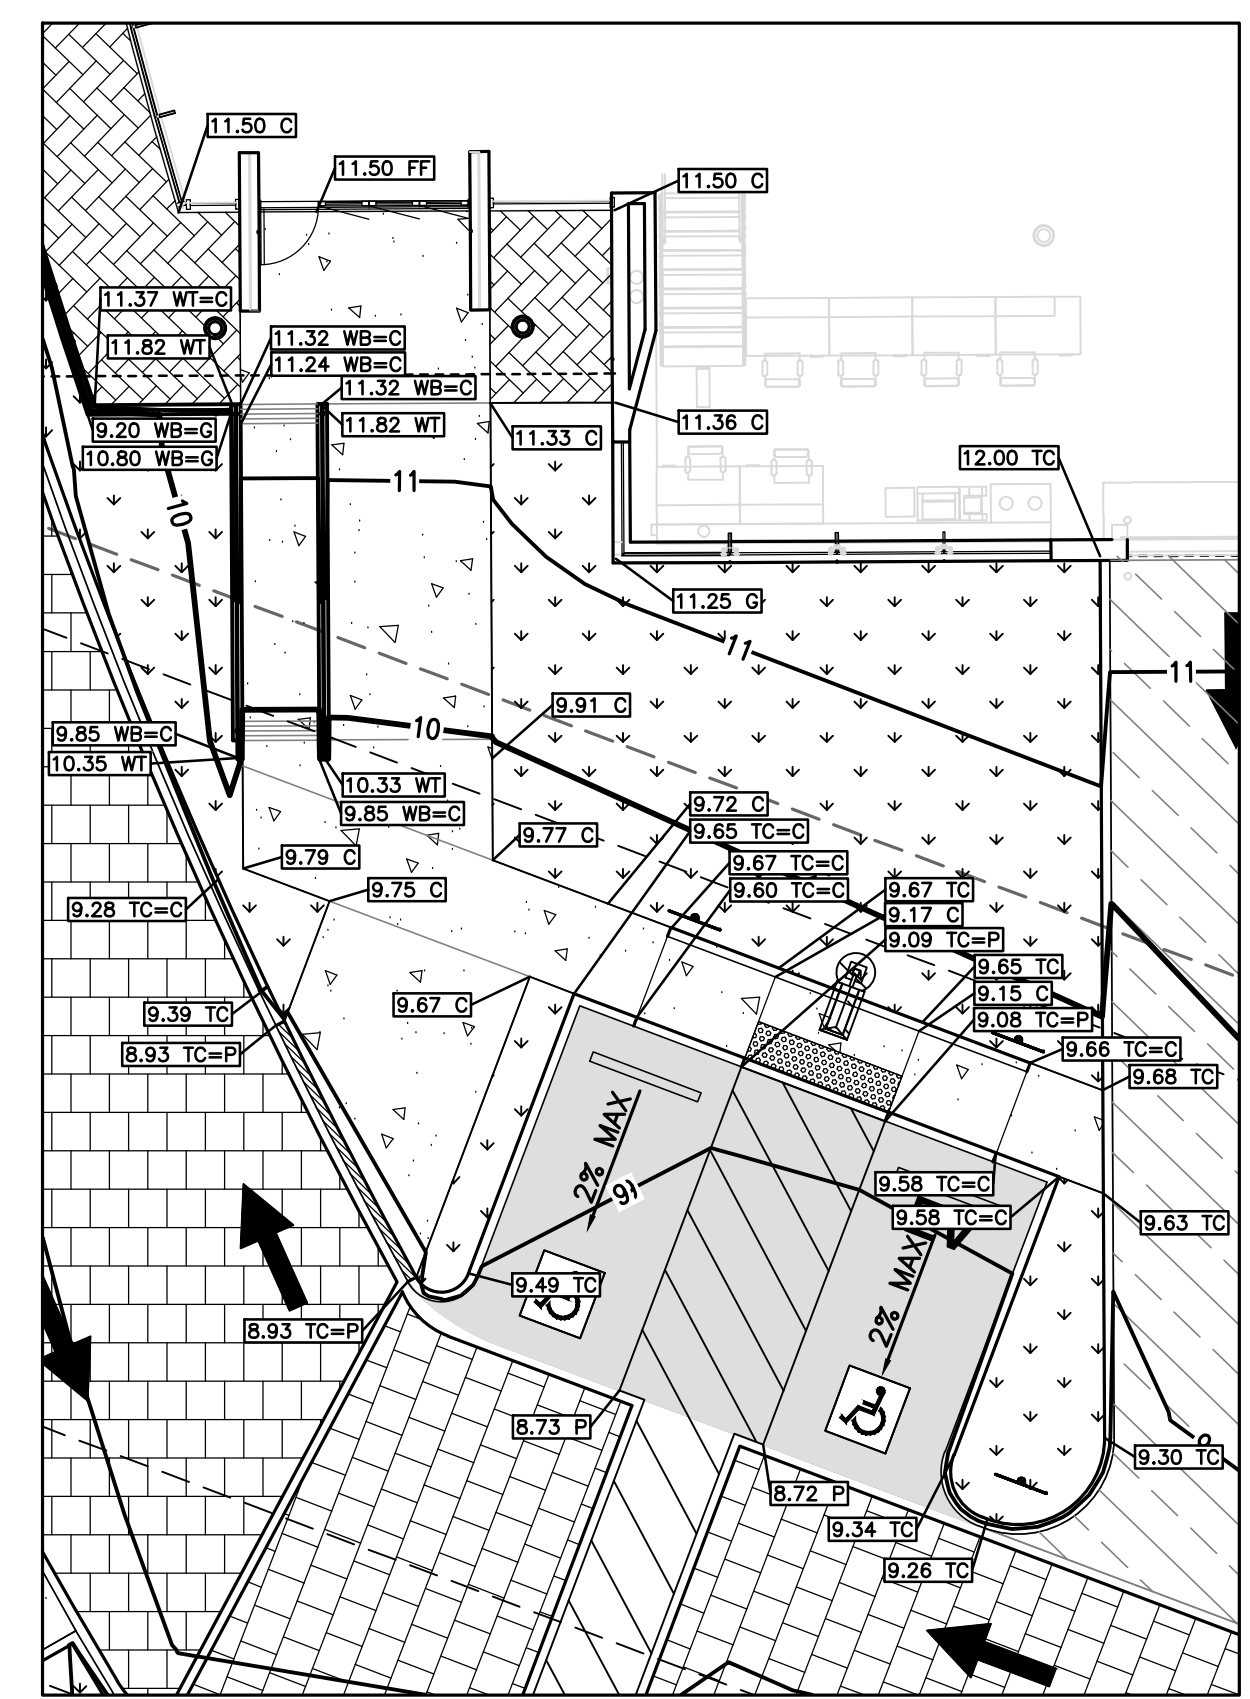 11.50 C
11.50 FF
11.50 C
11.37 WT=C
11.82 WT
11.32 WB=C
11.24 WB=C
11.32 WB=C
11.82 WT
11.36 C
9.20 WB=G
11.33 C
10.80 WB=G
12.00 TC
11
10
11.25 G
11
11
9.91 C
10
9.85 WB=C
10.35 WT
10.33 WT
9.85 WB=C
9.72 C
9.65 TC=C
9.77 C
9.79 C
9.67 TC=C
9.60 TC=C
9.75 C
9.67 TC
9.28 TC=C
9.17 C
9.09 TC=P
9.65 TC
9.67 C
9.15 C
9.39 TC
9.08 TC=P
8.93 TC=P
9.66 TC=C
9.68 TC
2% MAX
9.58 TC=C
9.58 TC=C
9.63 TC
2% MAX
9.49 TC
8.93 TC=P
8.73 P
9.30 TC
8.72 P
9.34 TC
9.26 TC